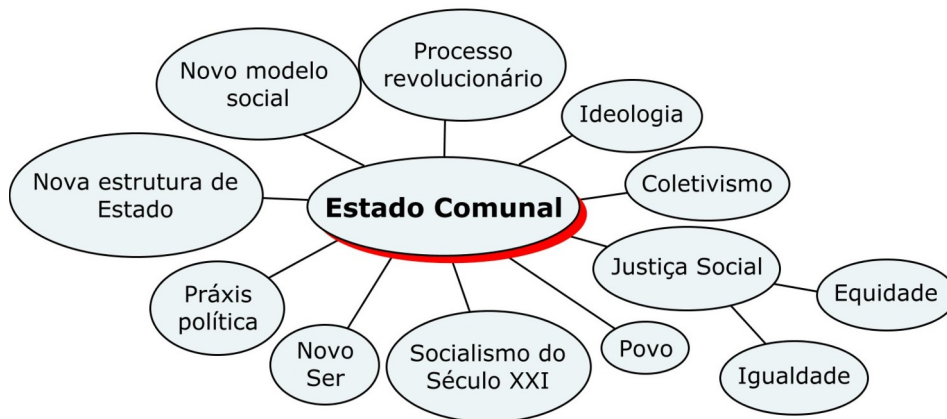 Processo
revolucionário
Novo modelo
social
Ideologia
Nova estrutura de
Estado
Estado Comunal
Coletivismo
Justiça Social
Equidade
Práxis
política
Novo
Ser
Socialismo do
Século XXI
Povo
Igualdade